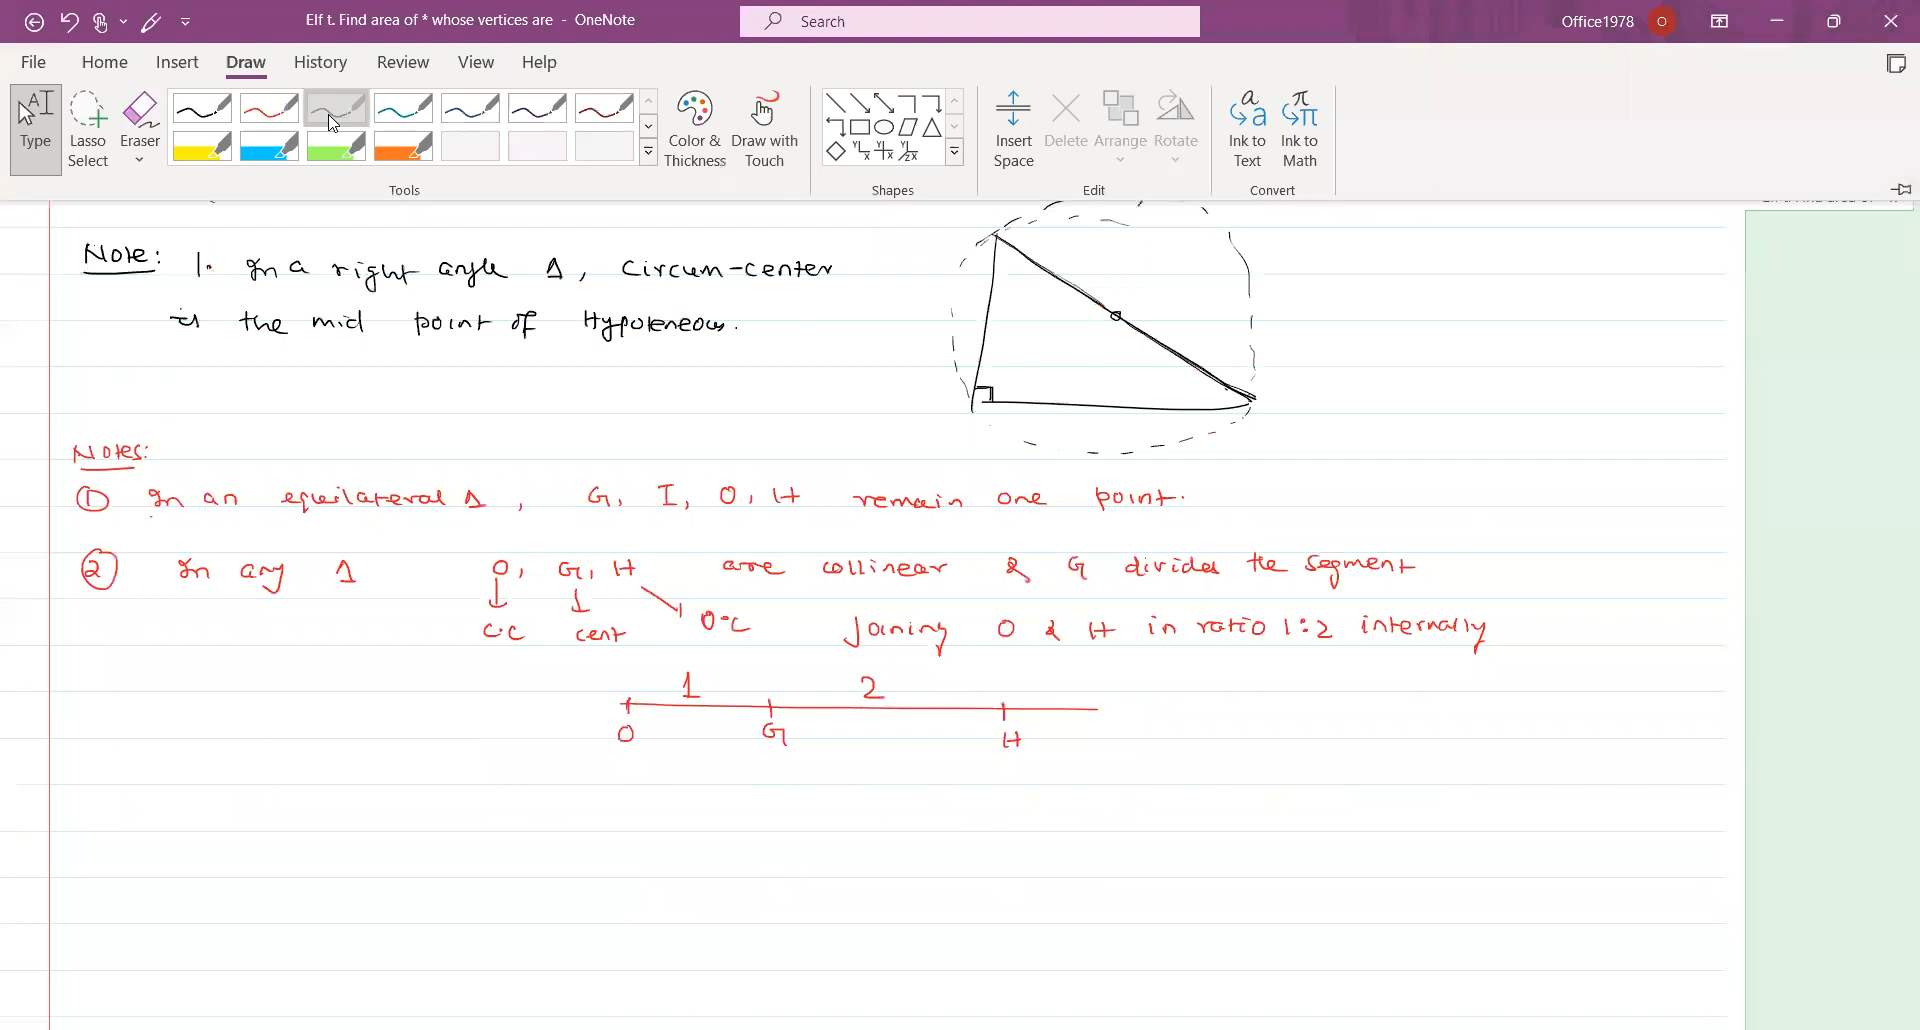 Elf t. Find area of * whose vertices are - OneNote
Search
Office1978 O
File Home Insert Draw History Review View Help
Type
Lasso Select
Eraser
Color & Thickness
Draw with Touch
Insert Space
Delete
Arrange
Rotate
Ink to Text
Ink to Math
Tools
Shapes
Edit
Convert
Note: 1. In a right angle Δ, circum-center
is the mid point of Hypoteneous.
Notes:
① In an equilateral Δ, G, I, O, H remain one point.
② In any Δ O, G, H are collinear & G divides the segment
C.C cent O.C Joining O & H in ratio 1:2 internally
1 2
O G H